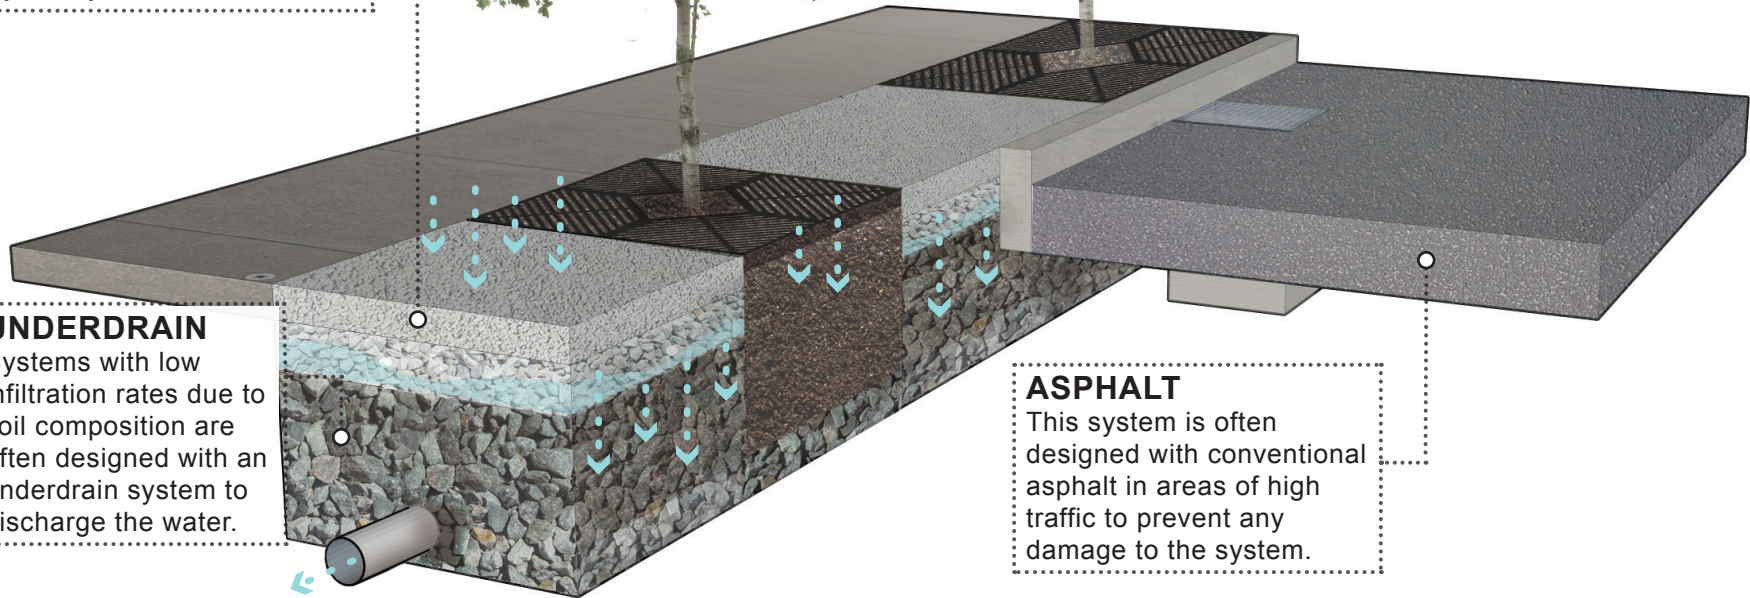 UNDERDRAIN
ystems with low
nfiltration rates due to
oil composition are
ften designed with an
nderdrain system to
ischarge the water.
ASPHALT
This system is often
designed with conventional
asphalt in areas of high
traffic to prevent any
damage to the system.